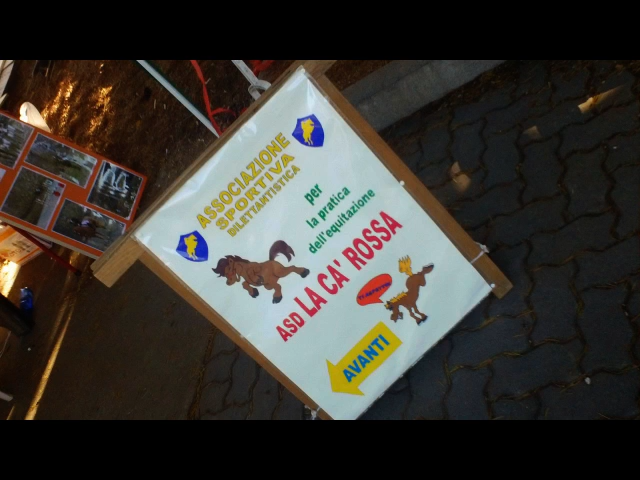 ASSOCIAZIONE
SPORTIVA
DILETTANTISTICA
per
la pratica
dell'equitazione
ASD LA CA' ROSSA
AVANTI